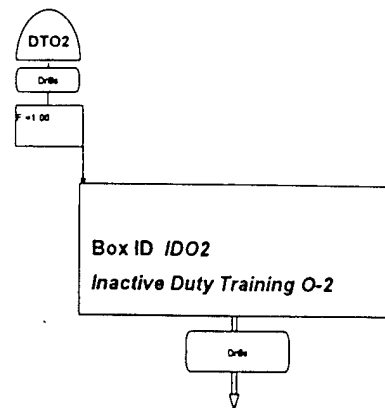 DTO2
Drills
F =1.00
Box ID IDO2
Inactive Duty Training O-2
Drills